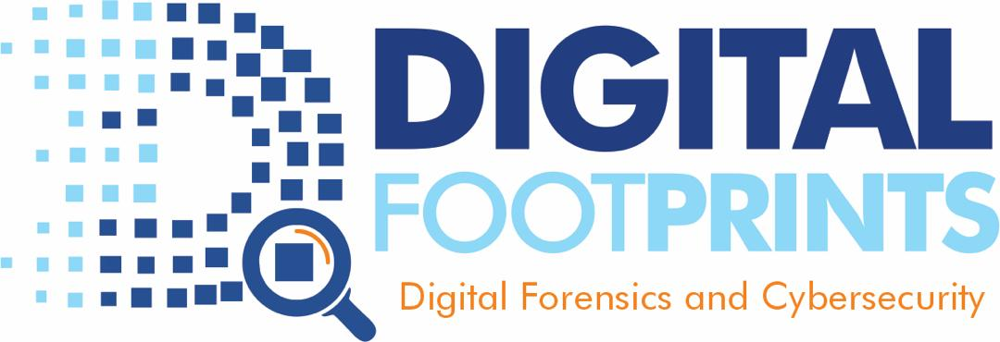 DIGITAL
FOOTPRINTS
Digital Forensics and Cybersecurity